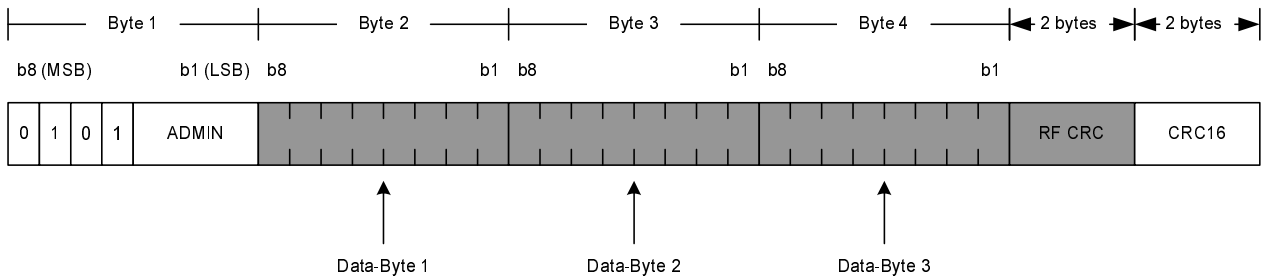 Byte 1 Byte 2 Byte 3 Byte 4 2 bytes 2 bytes
b8 (MSB) b1 (LSB) b8 b1 b8 b1 b8 b1
0 1 0 1 ADMIN RF CRC CRC16
Data-Byte 1 Data-Byte 2 Data-Byte 3